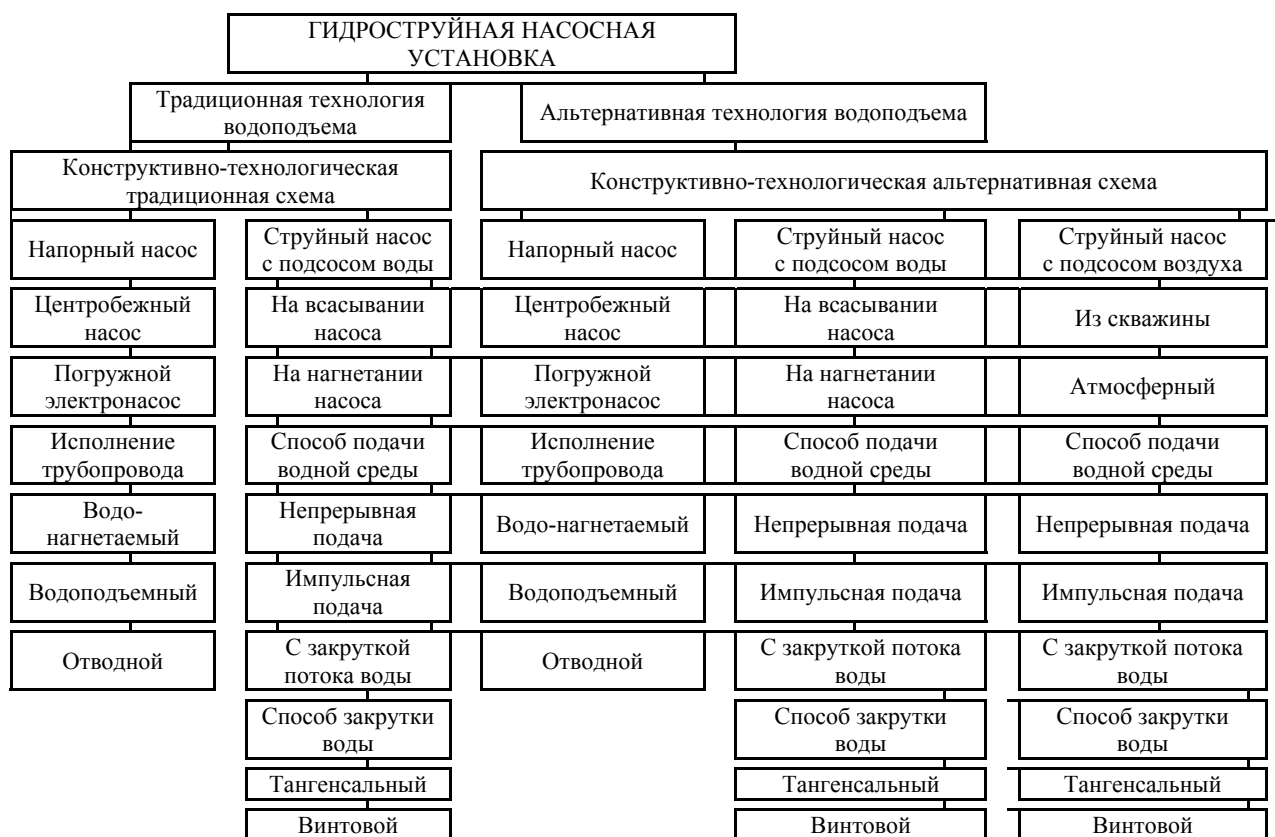 ГИДРОСТРУЙНАЯ НАСОСНАЯ
УСТАНОВКА
Традиционная технология
водоподъема
Альтернативная технология водоподъема
Конструктивно-технологическая
традиционная схема
Конструктивно-технологическая альтернативная схема
Напорный насос
Струйный насос
с подсосом воды
Напорный насос
Струйный насос
с подсосом воды
Струйный насос
с подсосом воздуха
Центробежный
насос
На всасывании
насоса
Центробежный
насос
На всасывании
насоса
Из скважины
Погружной
электронасос
На нагнетании
насоса
Погружной
электронасос
На нагнетании
насоса
Атмосферный
Исполнение
трубопровода
Способ подачи
водной среды
Исполнение
трубопровода
Способ подачи
водной среды
Способ подачи
водной среды
Водо-
нагнетаемый
Непрерывная
подача
Водо-нагнетаемый
Непрерывная подача
Непрерывная подача
Водоподъемный
Импульсная
подача
Водоподъемный
Импульсная подача
Импульсная подача
Отводной
С закруткой
потока воды
Отводной
С закруткой потока
воды
С закруткой потока
воды
Способ закрутки
воды
Способ закрутки
воды
Способ закрутки
воды
Тангенсальный
Тангенсальный
Тангенсальный
Винтовой
Винтовой
Винтовой